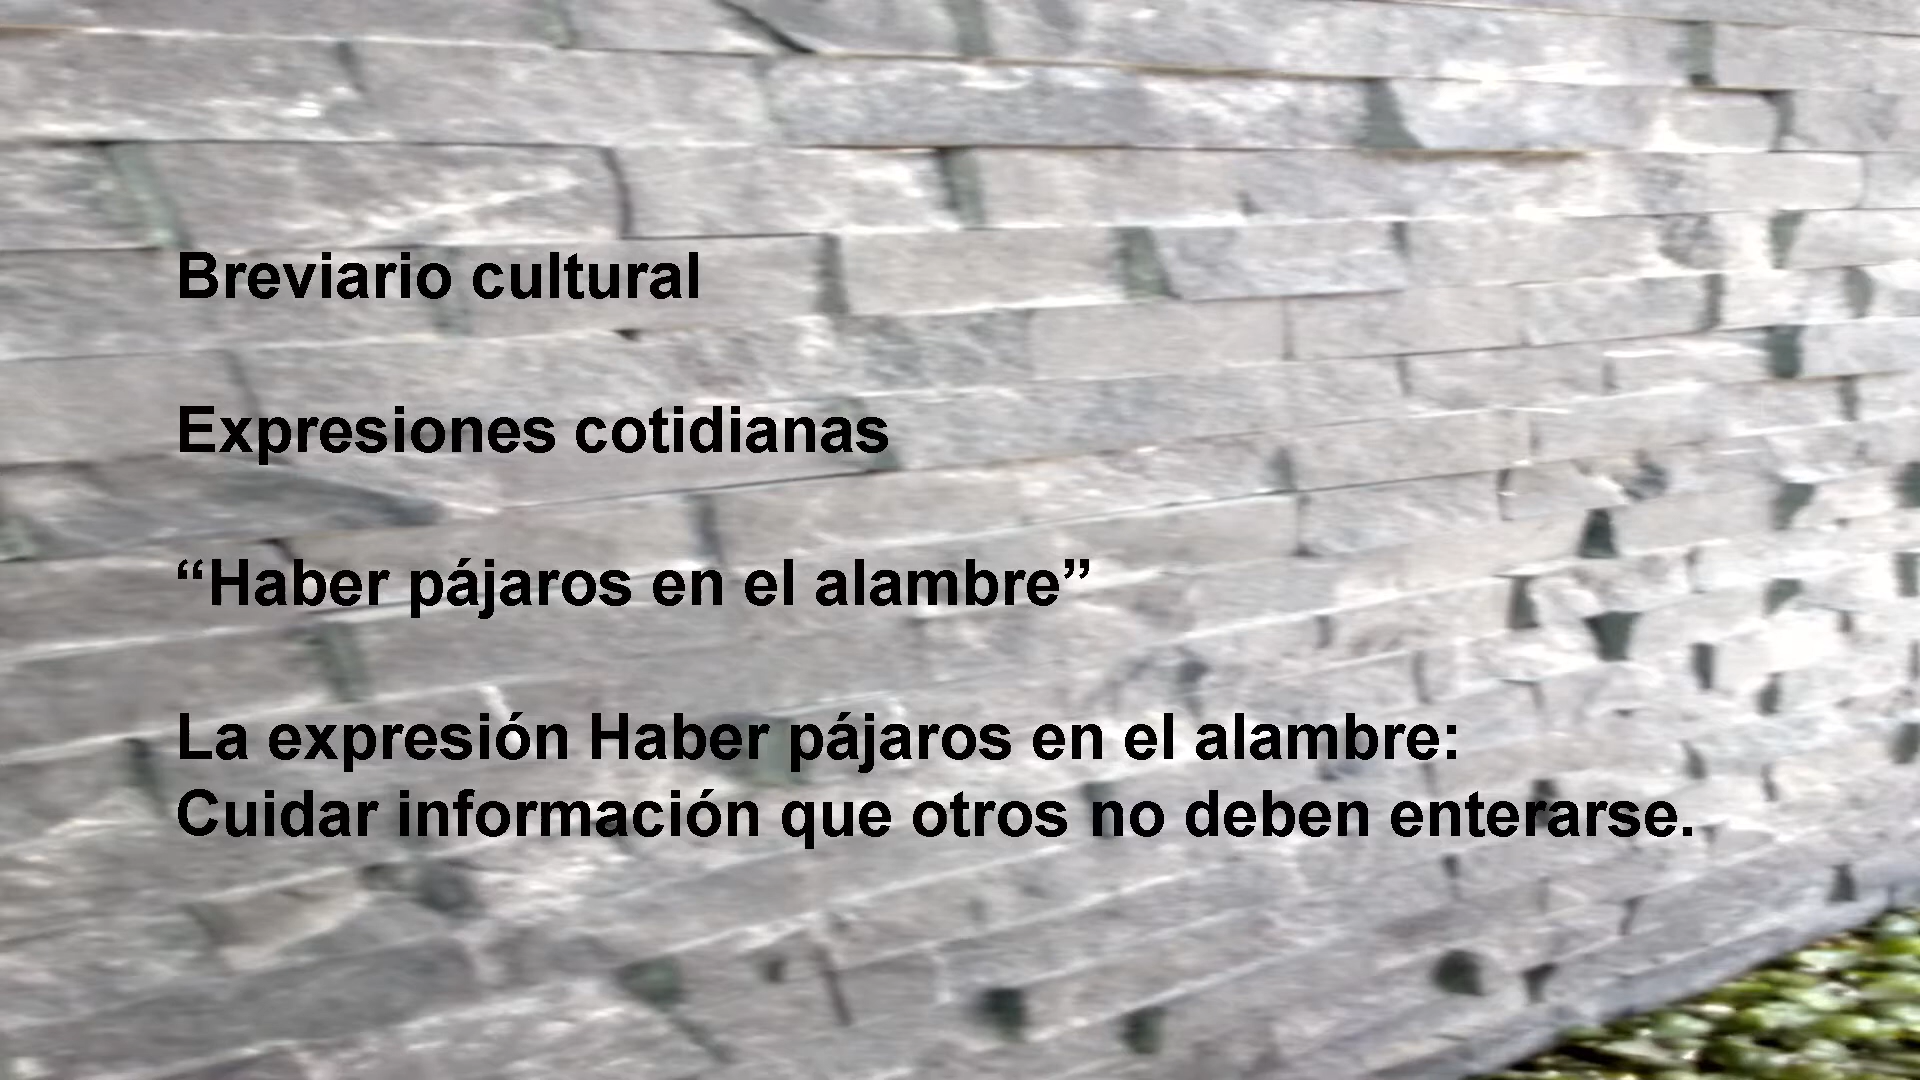 Breviario cultural
Expresiones cotidianas
“Haber pájaros en el alambre”
La expresión Haber pájaros en el alambre:
Cuidar información que otros no deben enterarse.